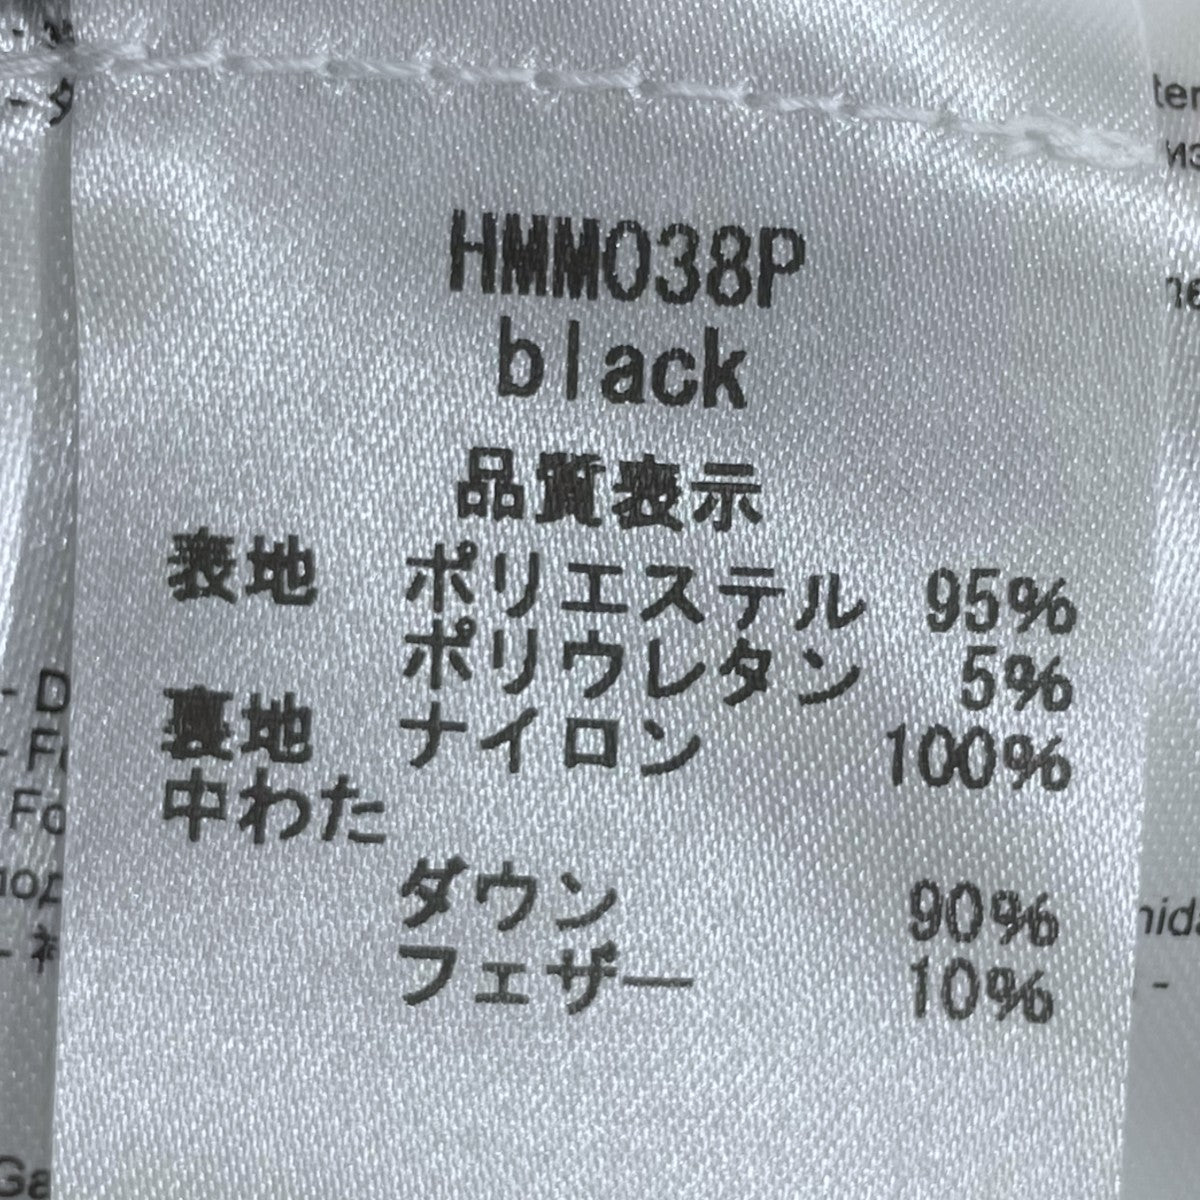 HMM038P
black
品質表示
表地 ポリエステル 95%
ポリウレタン 5%
裏地 ナイロン 100%
中わた
ダウン 90%
フェザー 10%